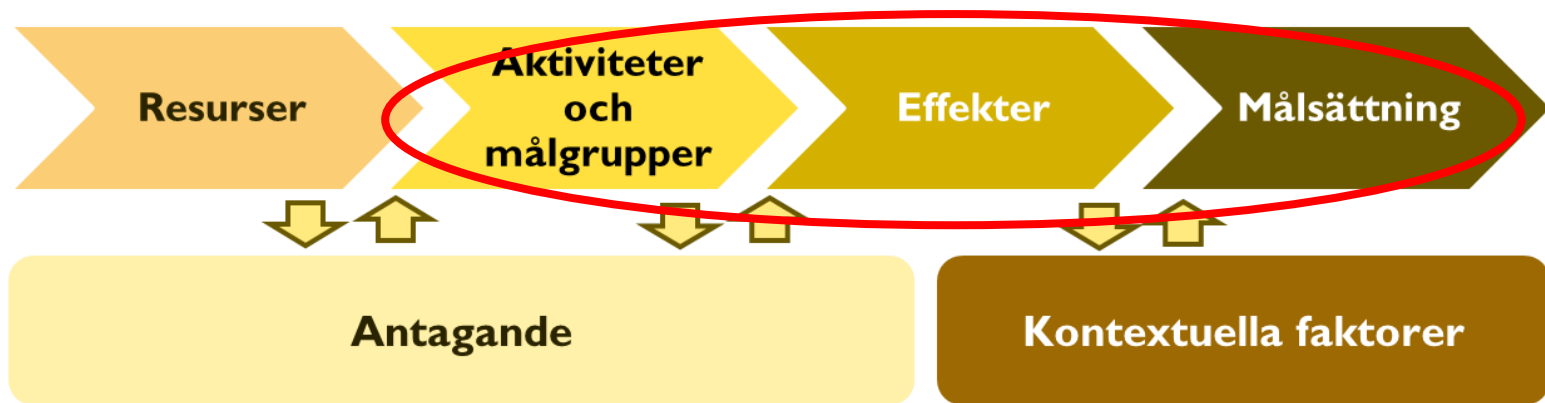 Resurser
Aktiviteter
och
målgrupper
Effekter
Målsättning
Antagande
Kontextuella faktorer